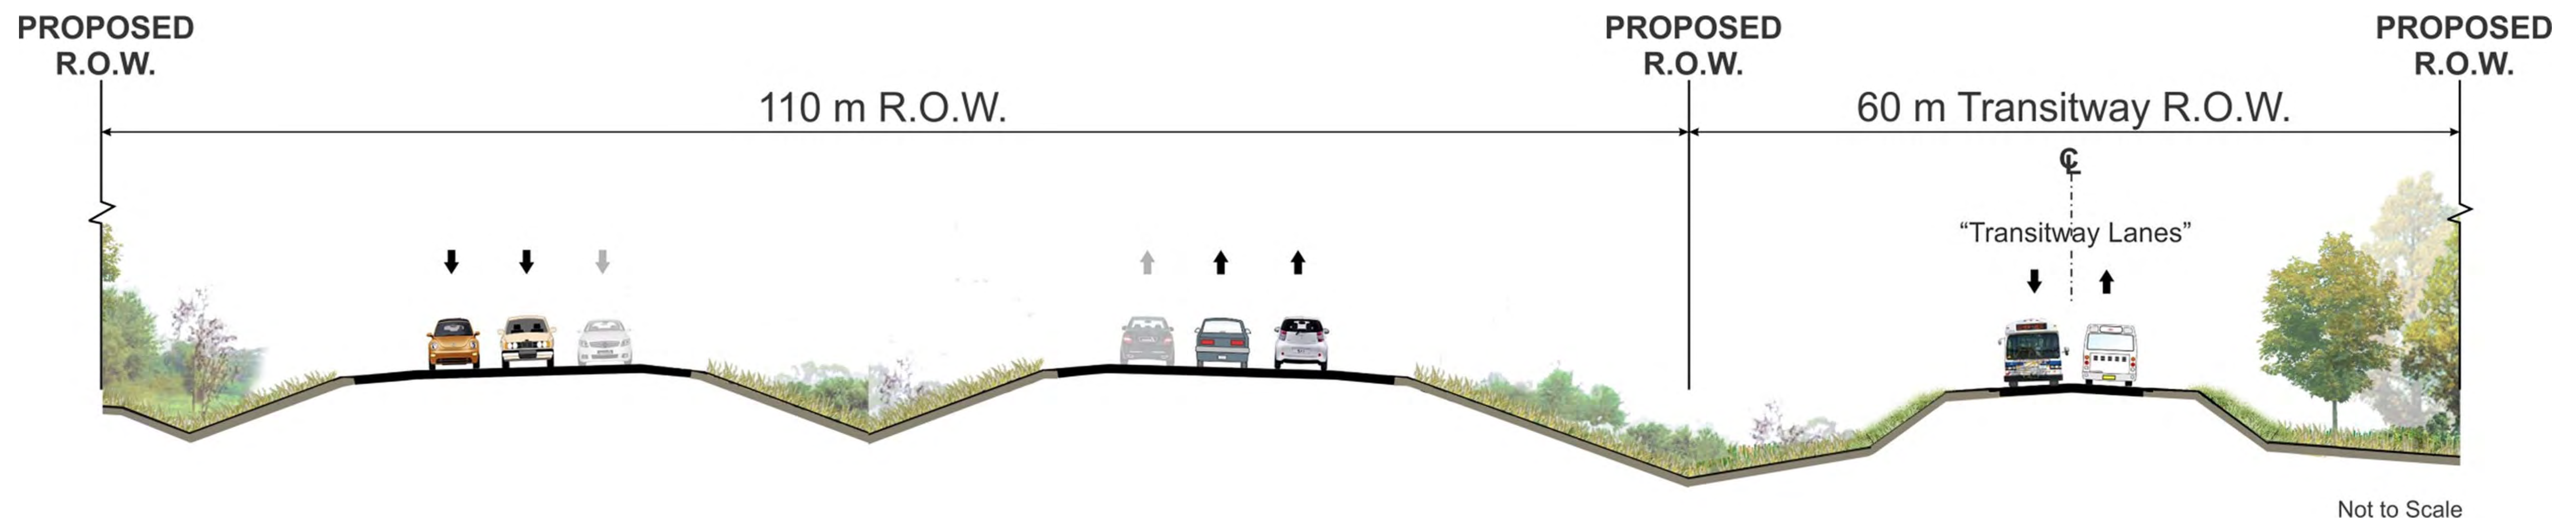 PROPOSED
R.O.W.
PROPOSED
R.O.W.
PROPOSED
R.O.W.
110 m R.O.W.
60 m Transitway R.O.W.
℄
“Transitway Lanes”
Not to Scale